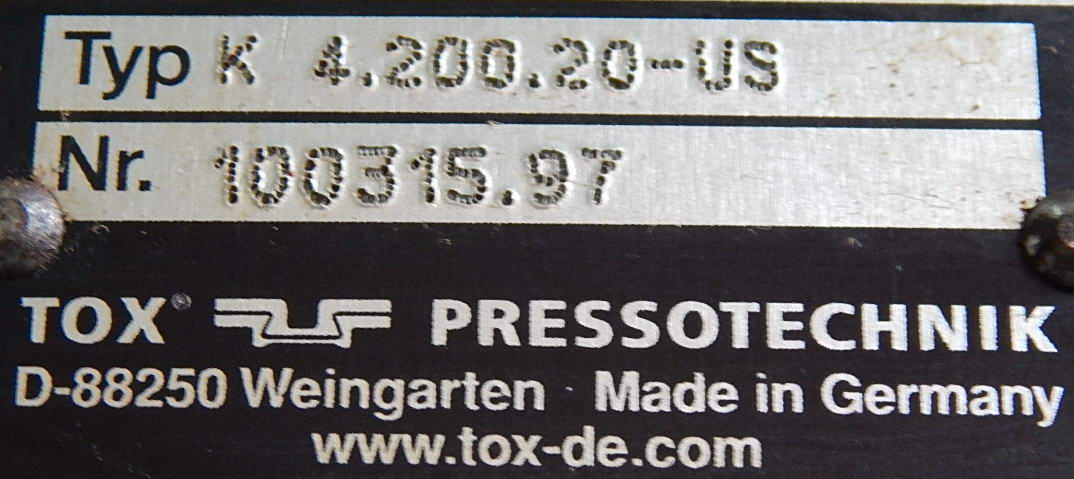 Typ K 4.200.20-US
Nr. 100315.97
TOX® PRESSOTECHNIK
D-88250 Weingarten · Made in Germany
www.tox-de.com